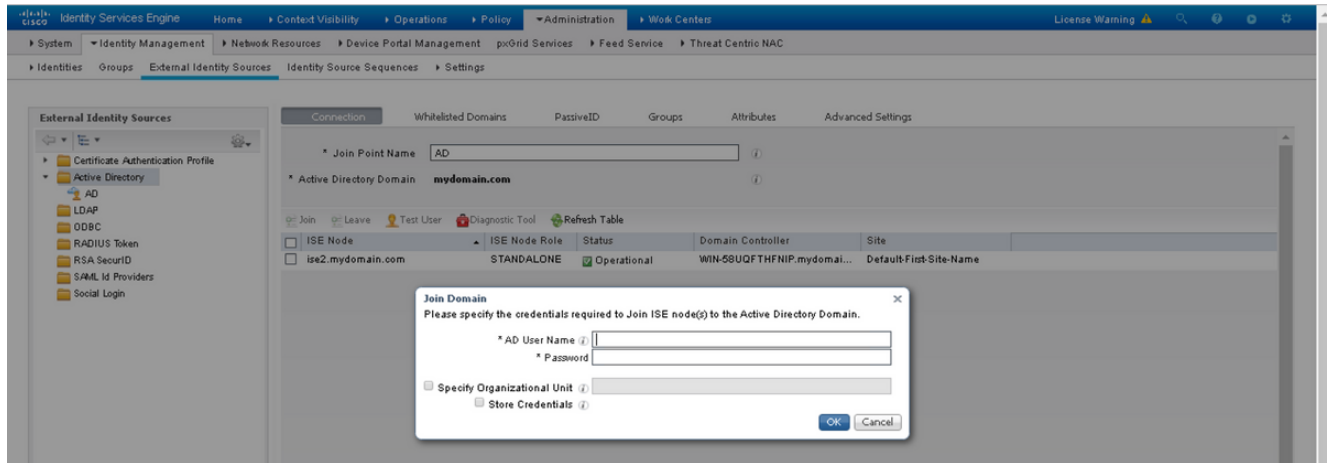 cisco Identity Services Engine Home Context Visibility Operations Policy Administration Work Centers License Warning
System Identity Management Network Resources Device Portal Management pxGrid Services Feed Service Threat Centric NAC
Identities Groups External Identity Sources Identity Source Sequences Settings
External Identity Sources
Certificate Authentication Profile
Active Directory
AD
LDAP
ODBC
RADIUS Token
RSA SecurID
SAML Id Providers
Social Login
Connection Whitelisted Domains PassiveID Groups Attributes Advanced Settings
* Join Point Name AD
* Active Directory Domain mydomain.com
Join Leave Test User Diagnostic Tool Refresh Table
ISE Node ISE Node Role Status Domain Controller Site
ise2.mydomain.com STANDALONE Operational WIN-58UQFTHFNIP.mydomai... Default-First-Site-Name
Join Domain
Please specify the credentials required to Join ISE node(s) to the Active Directory Domain.
* AD User Name
* Password
Specify Organizational Unit
Store Credentials
OK Cancel